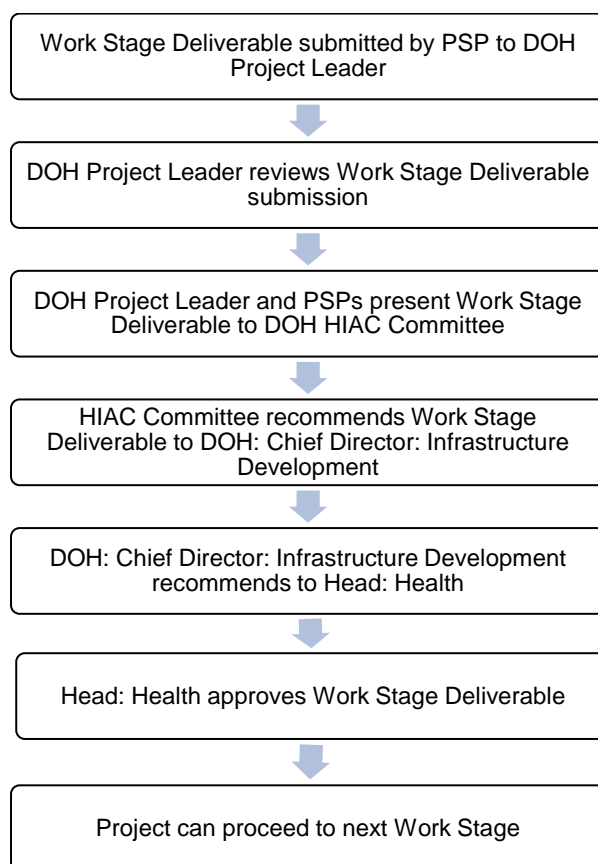 Work Stage Deliverable submitted by PSP to DOH
Project Leader
DOH Project Leader reviews Work Stage Deliverable
submission
DOH Project Leader and PSPs present Work Stage
Deliverable to DOH HIAC Committee
HIAC Committee recommends Work Stage
Deliverable to DOH: Chief Director: Infrastructure
Development
DOH: Chief Director: Infrastructure Development
recommends to Head: Health
Head: Health approves Work Stage Deliverable
Project can proceed to next Work Stage